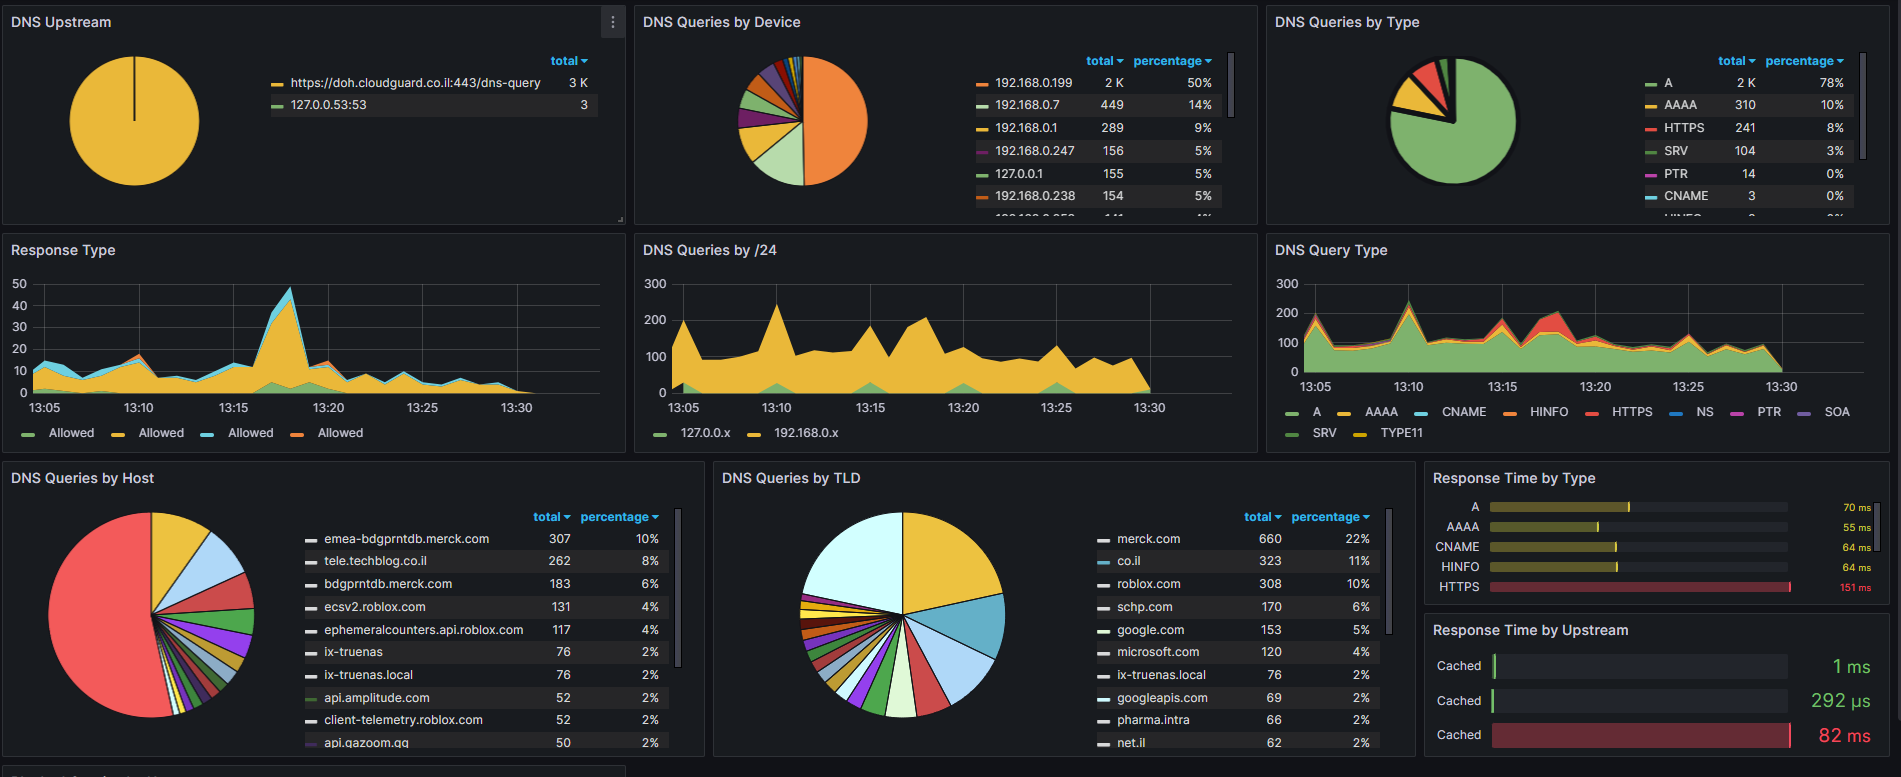 DNS Upstream
total
https://doh.cloudguard.co.il:443/dns-query 3 K
127.0.0.53:53 3
DNS Queries by Device
total percentage
192.168.0.199 2 K 50%
192.168.0.7 449 14%
192.168.0.1 289 9%
192.168.0.247 156 5%
127.0.0.1 155 5%
192.168.0.238 154 5%
DNS Queries by Type
total percentage
A 2 K 78%
AAAA 310 10%
HTTPS 241 8%
SRV 104 3%
PTR 14 0%
CNAME 3 0%
Response Type
50
40
30
20
10
0
13:05 13:10 13:15 13:20 13:25 13:30
Allowed Allowed Allowed Allowed
DNS Queries by /24
300
200
100
0
13:05 13:10 13:15 13:20 13:25 13:30
127.0.0.x 192.168.0.x
DNS Query Type
300
200
100
0
13:05 13:10 13:15 13:20 13:25 13:30
A AAAA CNAME HINFO HTTPS NS PTR SOA
SRV TYPE11
DNS Queries by Host
total percentage
emea-bdgprntdb.merck.com 307 10%
tele.techblog.co.il 262 8%
bdgprntdb.merck.com 183 6%
ecsv2.roblox.com 131 4%
ephemeralcounters.api.roblox.com 117 4%
ix-truenas 76 2%
ix-truenas.local 76 2%
api.amplitude.com 52 2%
client-telemetry.roblox.com 52 2%
api.gazoom.gg 50 2%
DNS Queries by TLD
total percentage
merck.com 660 22%
co.il 323 11%
roblox.com 308 10%
schp.com 170 6%
google.com 153 5%
microsoft.com 120 4%
ix-truenas.local 76 2%
googleapis.com 69 2%
pharma.intra 66 2%
net.il 62 2%
Response Time by Type
A 70 ms
AAAA 55 ms
CNAME 64 ms
HINFO 64 ms
HTTPS 151 ms
Response Time by Upstream
Cached 1 ms
Cached 292 µs
Cached 82 ms